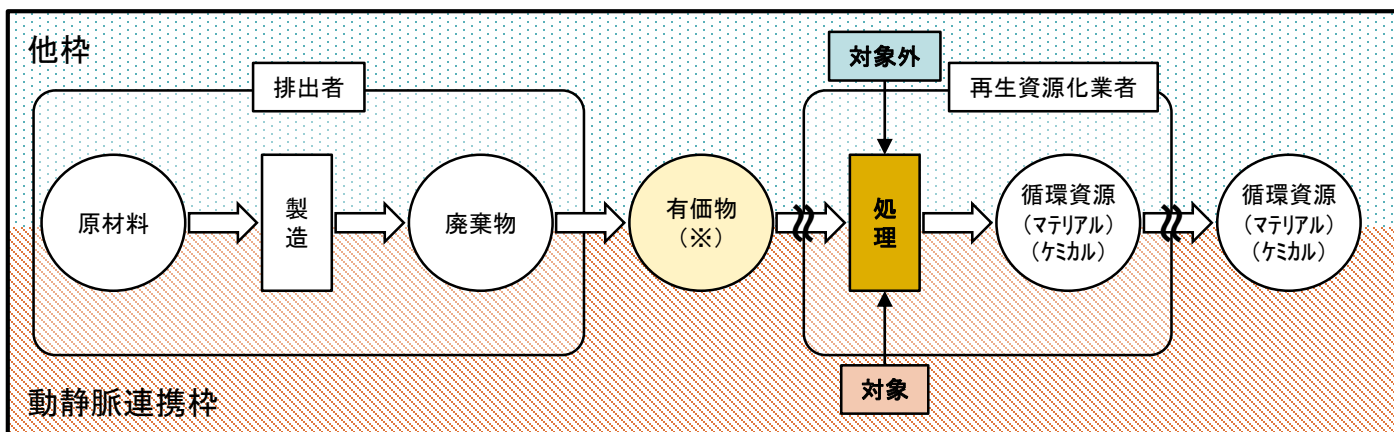 他枠
対象外
排出者
再生資源化業者
原材料
製
造
廃棄物
有価物
（※）
処
理
循環資源
（マテリアル）
（ケミカル）
循環資源
（マテリアル）
（ケミカル）
対象
動静脈連携枠